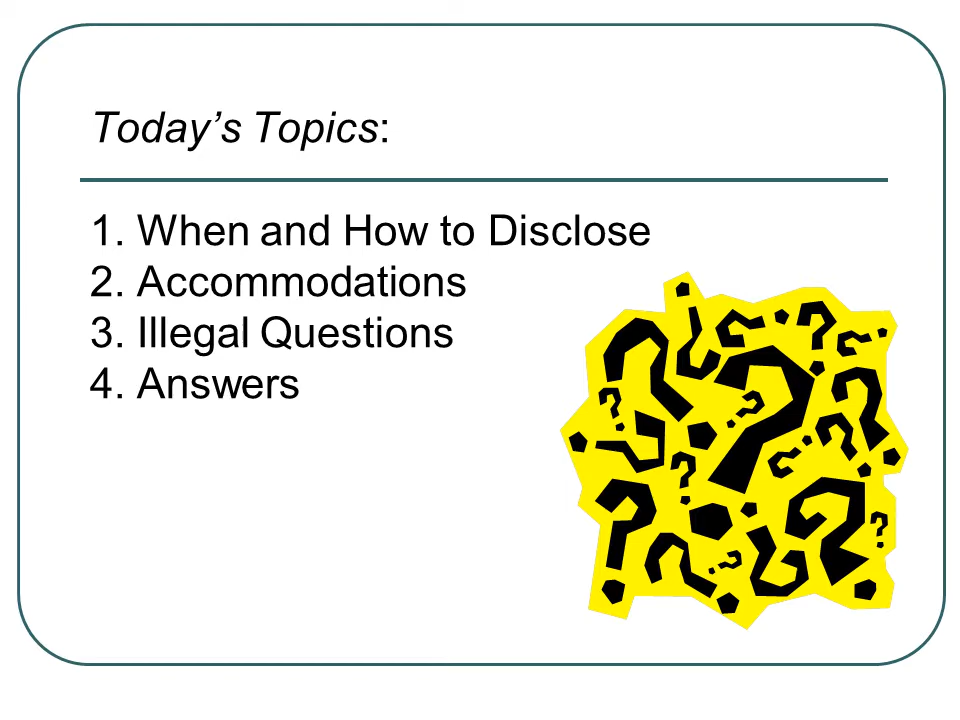 Today’s Topics:
1. When and How to Disclose
2. Accommodations
3. Illegal Questions
4. Answers